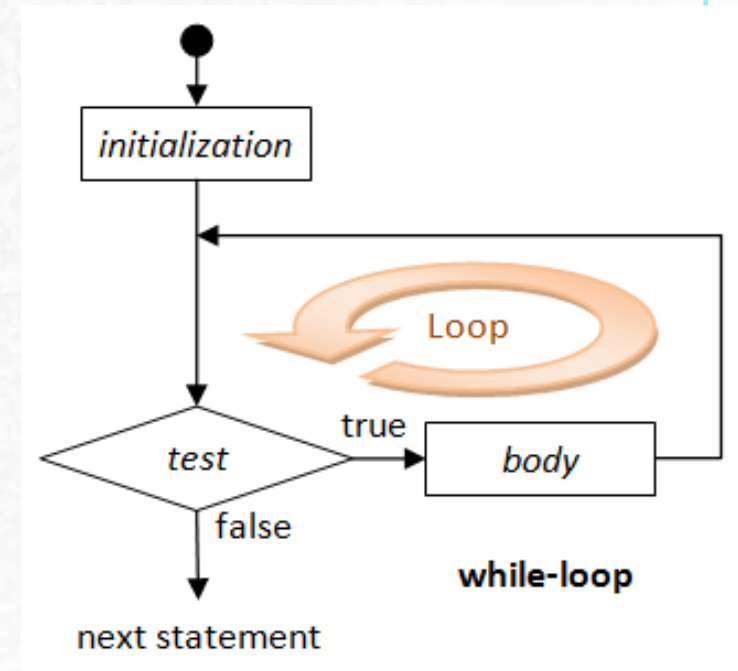 initialization
Loop
true
test
body
false
while-loop
next statement